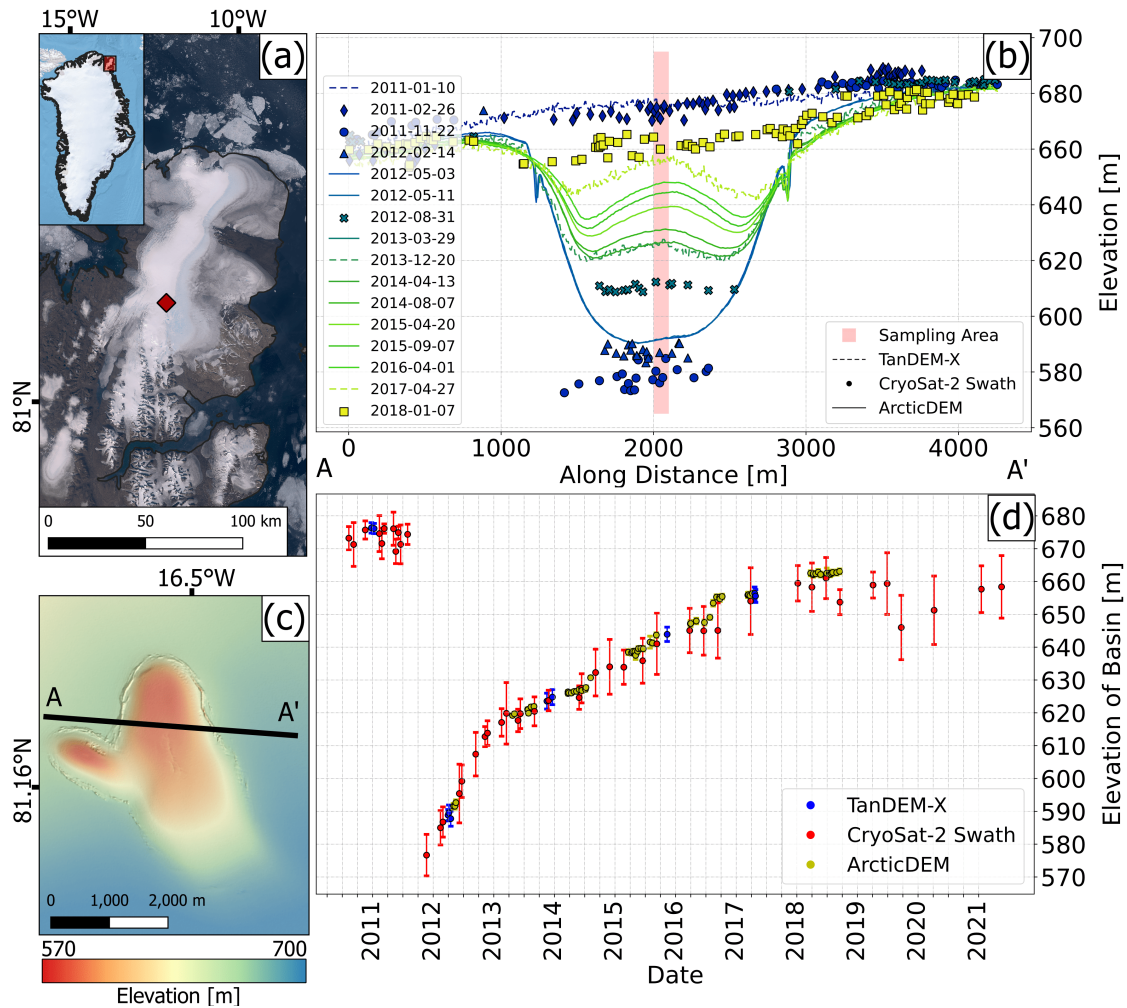 15°W
10°W
(a)
81°N
0
50
100 km
(b)
700
680
660
640
620
600
580
560
Elevation [m]
2011-01-10
2011-02-26
2011-11-22
2012-02-14
2012-05-03
2012-05-11
2012-08-31
2013-03-29
2013-12-20
2014-04-13
2014-08-07
2015-04-20
2015-09-07
2016-04-01
2017-04-27
2018-01-07
Sampling Area
TanDEM-X
CryoSat-2 Swath
ArcticDEM
0
1000
2000
3000
4000
A
Along Distance [m]
A'
16.5°W
(c)
A
A'
81.16°N
0
1,000
2,000 m
570
700
Elevation [m]
(d)
680
670
660
650
640
630
620
610
600
590
580
570
Elevation of Basin [m]
TanDEM-X
CryoSat-2 Swath
ArcticDEM
2011
2012
2013
2014
2015
2016
2017
2018
2019
2020
2021
Date